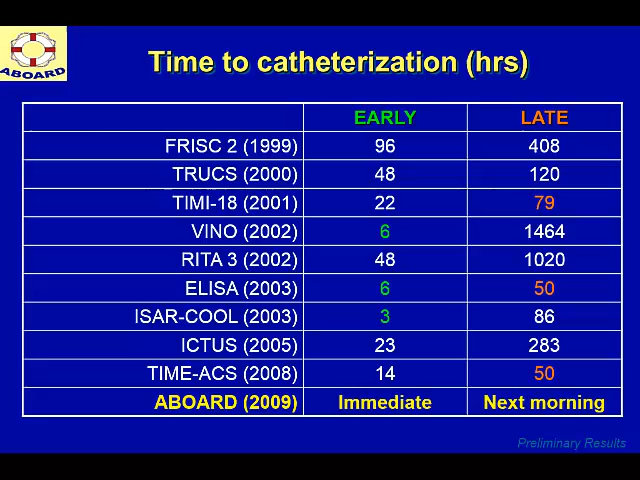 ABOARD
Time to catheterization (hrs)
EARLY LATE
FRISC 2 (1999) 96 408
TRUCS (2000) 48 120
TIMI-18 (2001) 22 79
VINO (2002) 6 1464
RITA 3 (2002) 48 1020
ELISA (2003) 6 50
ISAR-COOL (2003) 3 86
ICTUS (2005) 23 283
TIME-ACS (2008) 14 50
ABOARD (2009) Immediate Next morning
Preliminary Results